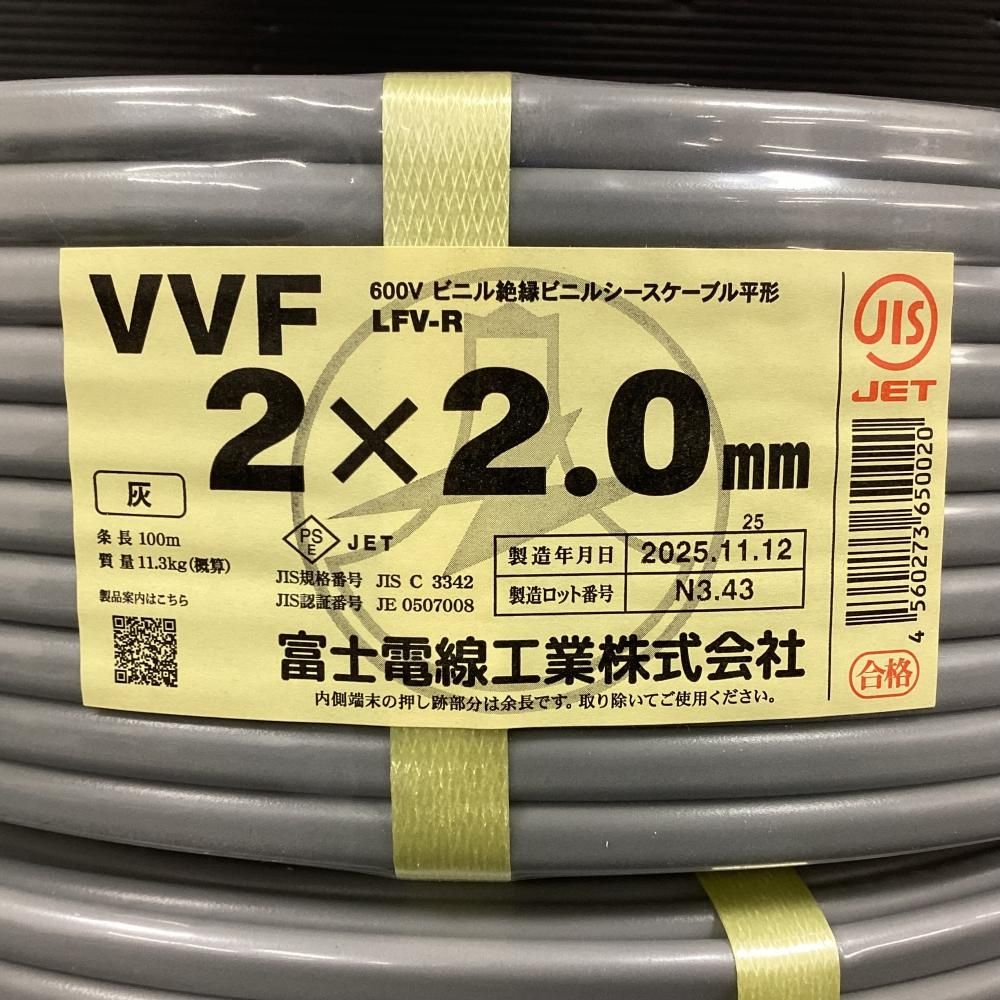 VVF
600V ビニル絶縁ビニルシースケーブル平形
LFV-R
2×2.0mm
灰
条長 100m
質量 11.3kg(概算)
製品案内はこちら
PS
E
JET
JIS規格番号 JIS C 3342
JIS認証番号 JE 0507008
25
製造年月日 2025.11.12
製造ロット番号 N3.43
富士電線工業株式会社
内側端末の押し跡部分は余長です。取り除いてご使用ください。
JIS
JET
4 560273 650020
合格